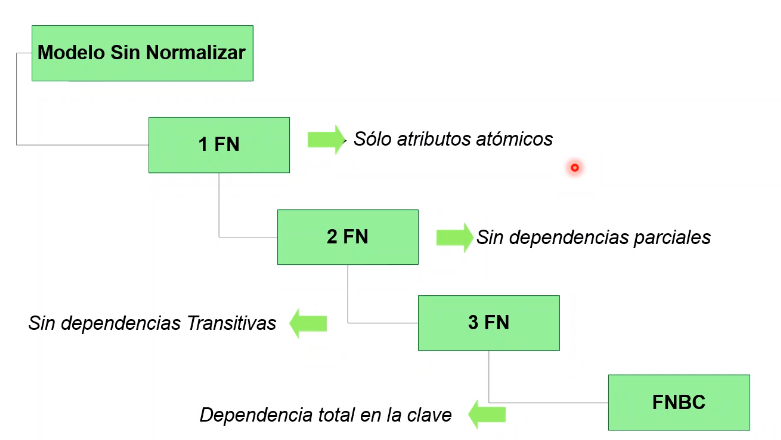 Modelo Sin Normalizar
1 FN
Sólo atributos atómicos
2 FN
Sin dependencias parciales
Sin dependencias Transitivas
3 FN
FNBC
Dependencia total en la clave